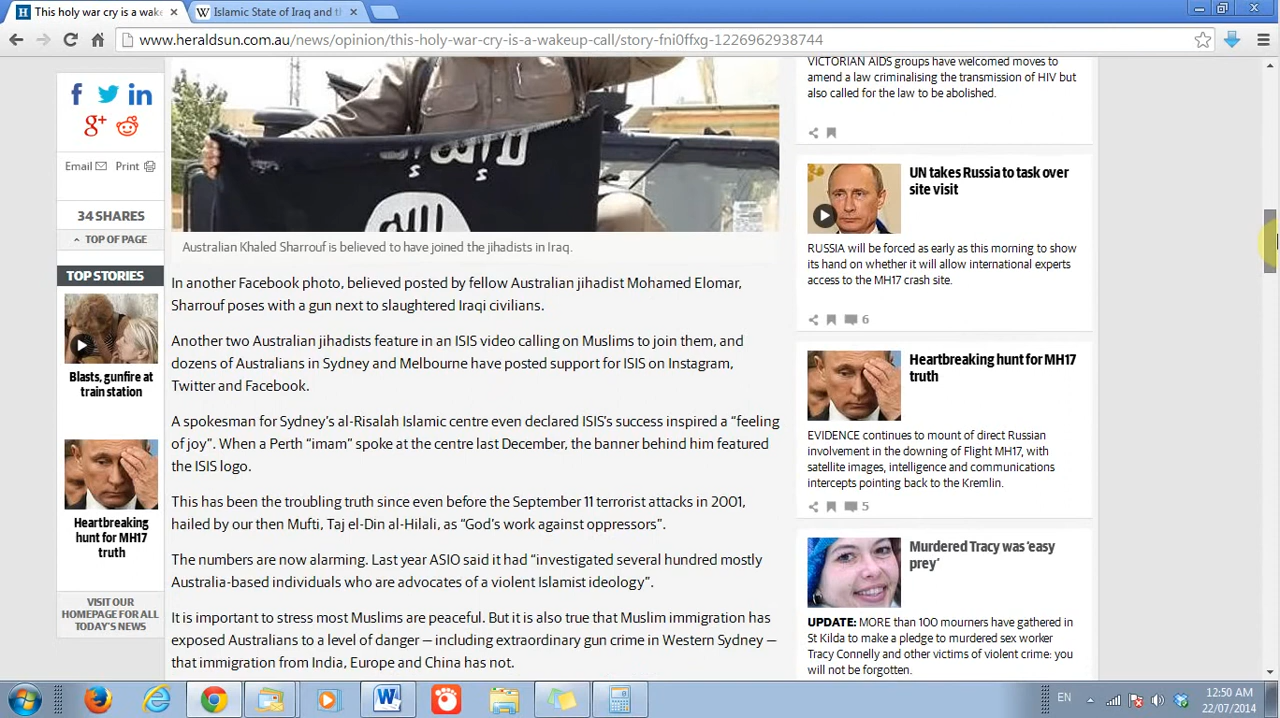 This holy war cry is a wak
Islamic State of Iraq and th
www.heraldsun.com.au/news/opinion/this-holy-war-cry-is-a-wakeup-call/story-fni0ffxg-1226962938744
Email
Print
34 SHARES
TOP OF PAGE
TOP STORIES
Blasts, gunfire at
train station
Heartbreaking
hunt for MH17
truth
VISIT OUR
HOMEPAGE FOR ALL
TODAY'S NEWS
لا إله إلا
الله
Australian Khaled Sharrouf is believed to have joined the jihadists in Iraq.
In another Facebook photo, believed posted by fellow Australian jihadist Mohamed Elomar,
Sharrouf poses with a gun next to slaughtered Iraqi civilians.
Another two Australian jihadists feature in an ISIS video calling on Muslims to join them, and
dozens of Australians in Sydney and Melbourne have posted support for ISIS on Instagram,
Twitter and Facebook.
A spokesman for Sydney's al-Risalah Islamic centre even declared ISIS's success inspired a “feeling
of joy”. When a Perth “imam” spoke at the centre last December, the banner behind him featured
the ISIS logo.
This has been the troubling truth since even before the September 11 terrorist attacks in 2001,
hailed by our then Mufti, Taj el-Din al-Hilali, as “God's work against oppressors”.
The numbers are now alarming. Last year ASIO said it had “investigated several hundred mostly
Australia-based individuals who are advocates of a violent Islamist ideology”.
It is important to stress most Muslims are peaceful. But it is also true that Muslim immigration has
exposed Australians to a level of danger — including extraordinary gun crime in Western Sydney —
that immigration from India, Europe and China has not.
VICTORIAN AIDS groups have welcomed moves to
amend a law criminalising the transmission of HIV but
also called for the law to be abolished.
UN takes Russia to task over
site visit
RUSSIA will be forced as early as this morning to show
its hand on whether it will allow international experts
access to the MH17 crash site.
6
Heartbreaking hunt for MH17
truth
EVIDENCE continues to mount of direct Russian
involvement in the downing of Flight MH17, with
satellite images, intelligence and communications
intercepts pointing back to the Kremlin.
5
Murdered Tracy was 'easy
prey'
UPDATE: MORE than 100 mourners have gathered in
St Kilda to make a pledge to murdered sex worker
Tracy Connelly and other victims of violent crime: you
will not be forgotten.
EN
12:50 AM
22/07/2014